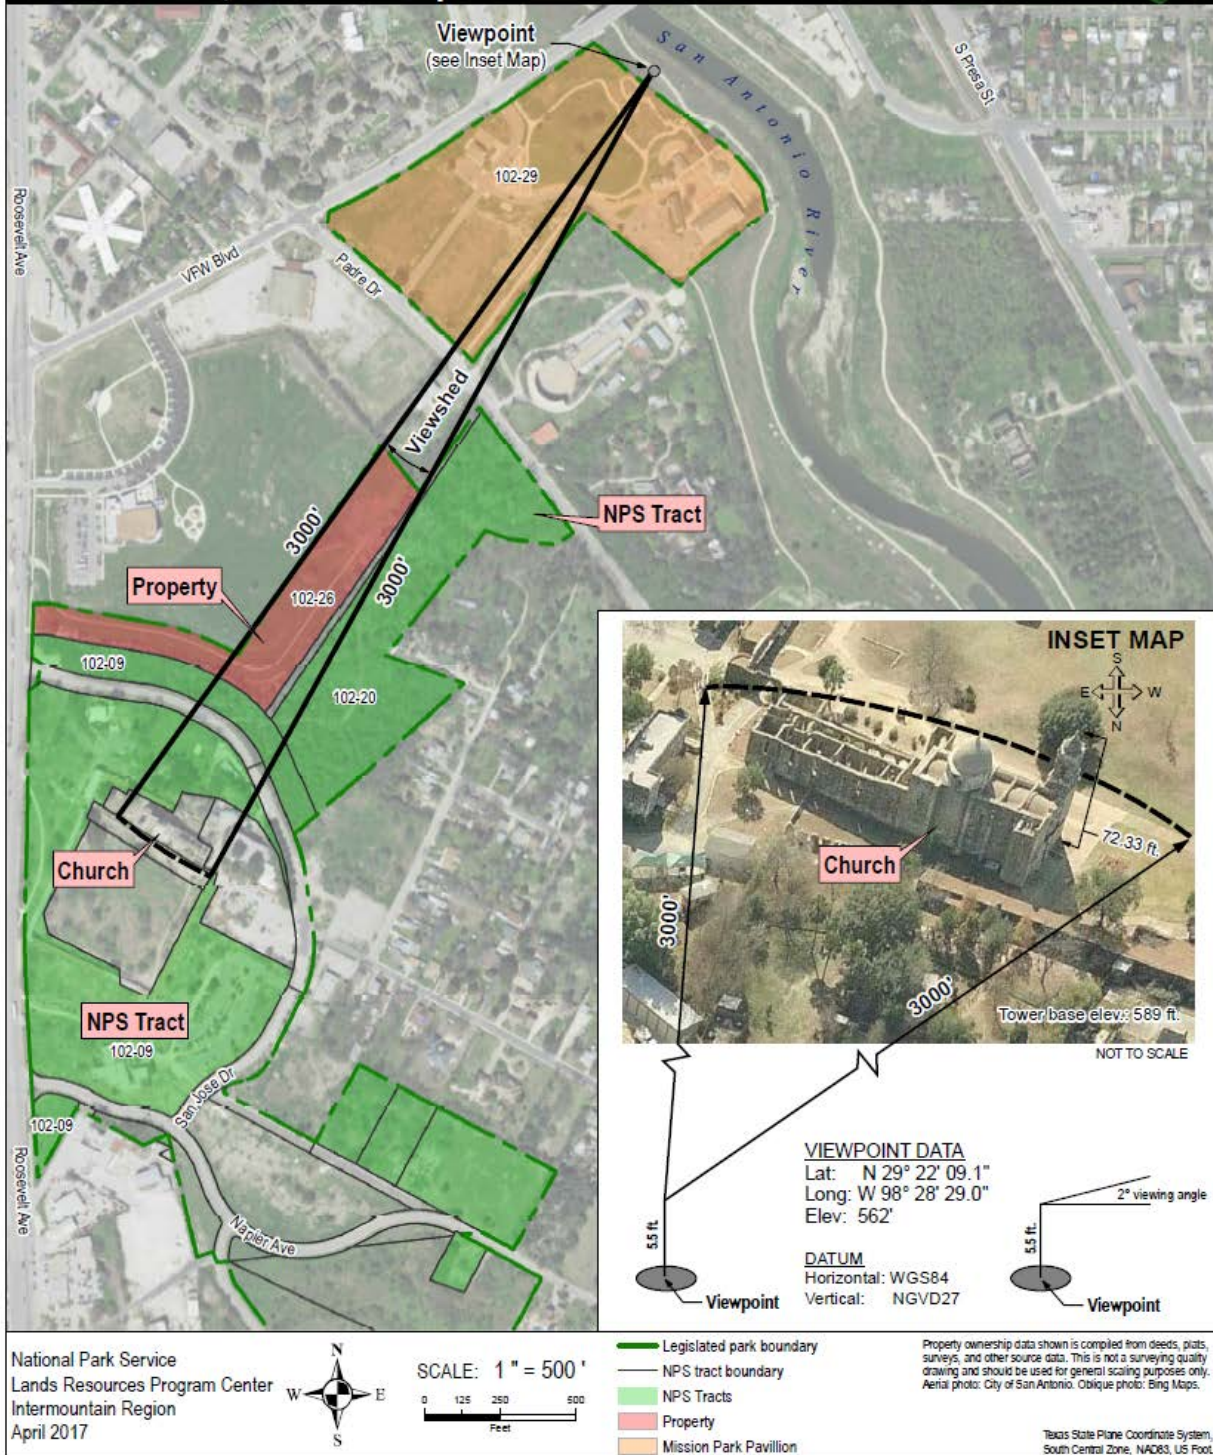 Viewpoint
(see Inset Map)
San Antonio River
S Presa St
102-29
Roosevelt Ave
VFW Blvd
Padre Dr
Viewshed
NPS Tract
3000'
3000'
Property
102-26
102-09
102-20
Church
NPS Tract
102-09
San Jose Dr
102-09
Roosevelt Ave
Napier Ave
INSET MAP
S
E W
N
72.33 ft.
Church
3000'
3000'
Tower base elev.: 589 ft.
NOT TO SCALE
VIEWPOINT DATA
Lat: N 29° 22' 09.1"
Long: W 98° 28' 29.0"
Elev: 562'
2° viewing angle
5.5 ft.
5.5 ft.
DATUM
Horizontal: WGS84
Vertical: NGVD27
Viewpoint
Viewpoint
National Park Service
Lands Resources Program Center
Intermountain Region
April 2017
N
W E
S
SCALE: 1 " = 500 '
0 125 250 500
Feet
Legislated park boundary
NPS tract boundary
NPS Tracts
Property
Mission Park Pavillion
Property ownership data shown is compiled from deeds, plats,
surveys, and other source data. This is not a surveying quality
drawing and should be used for general scaling purposes only.
Aerial photo: City of San Antonio. Oblique photo: Bing Maps.
Texas State Plane Coordinate System,
South Central Zone, NAD83, US Foot